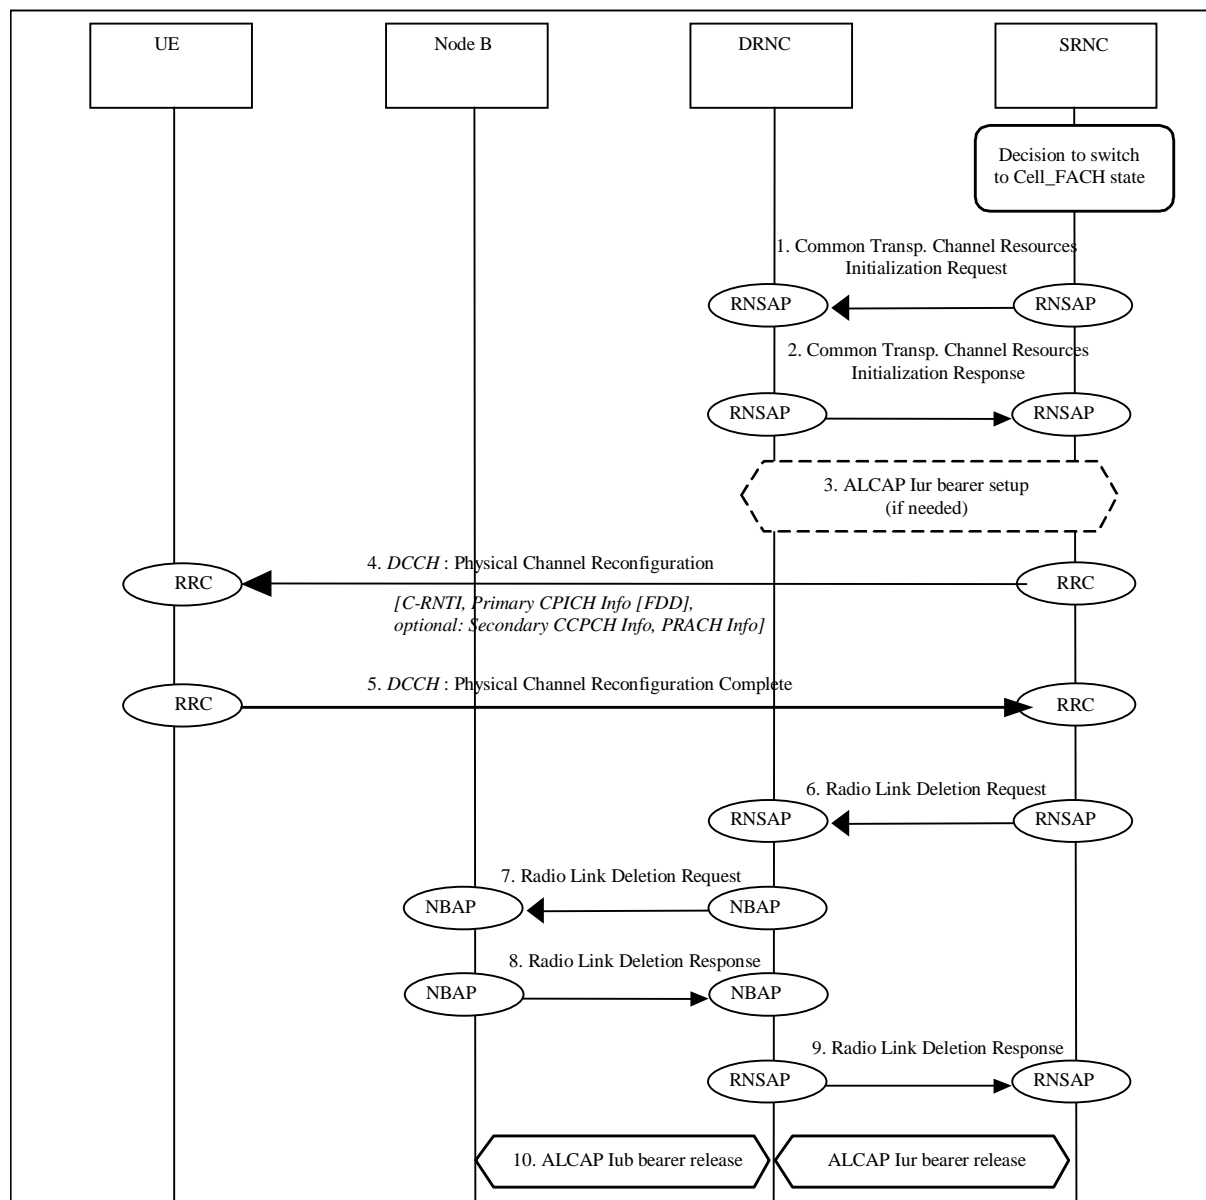 UE
Node B
DRNC
SRNC
Decision to switch
to Cell_FACH state
1. Common Transp. Channel Resources
Initialization Request
RNSAP
RNSAP
2. Common Transp. Channel Resources
Initialization Response
RNSAP
RNSAP
3. ALCAP Iur bearer setup
(if needed)
4. DCCH : Physical Channel Reconfiguration
RRC
RRC
[C-RNTI, Primary CPICH Info [FDD],
optional: Secondary CCPCH Info, PRACH Info]
5. DCCH : Physical Channel Reconfiguration Complete
RRC
RRC
6. Radio Link Deletion Request
RNSAP
RNSAP
7. Radio Link Deletion Request
NBAP
NBAP
8. Radio Link Deletion Response
NBAP
NBAP
9. Radio Link Deletion Response
RNSAP
RNSAP
10. ALCAP Iub bearer release
ALCAP Iur bearer release